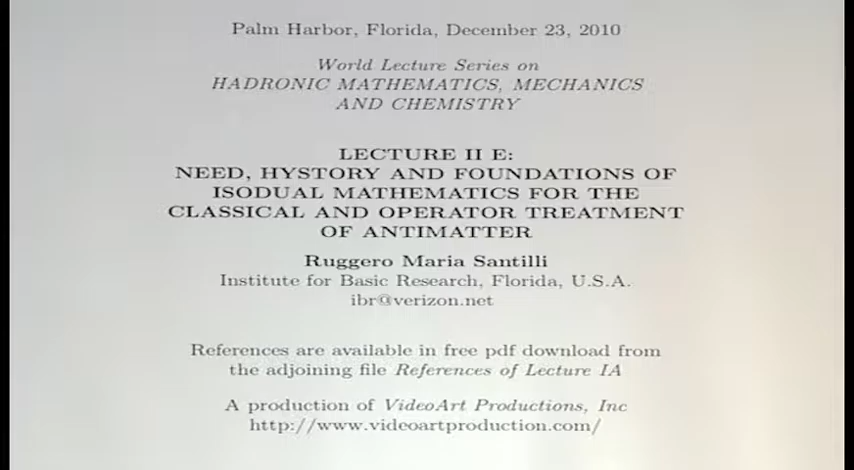 Palm Harbor, Florida, December 23, 2010
World Lecture Series on
HADRONIC MATHEMATICS, MECHANICS
AND CHEMISTRY
LECTURE II E:
NEED, HYSTORY AND FOUNDATIONS OF
ISODUAL MATHEMATICS FOR THE
CLASSICAL AND OPERATOR TREATMENT
OF ANTIMATTER
Ruggero Maria Santilli
Institute for Basic Research, Florida, U.S.A.
ibr@verizon.net
References are available in free pdf download from
the adjoining file References of Lecture IA
A production of VideoArt Productions, Inc
http://www.videoartproduction.com/